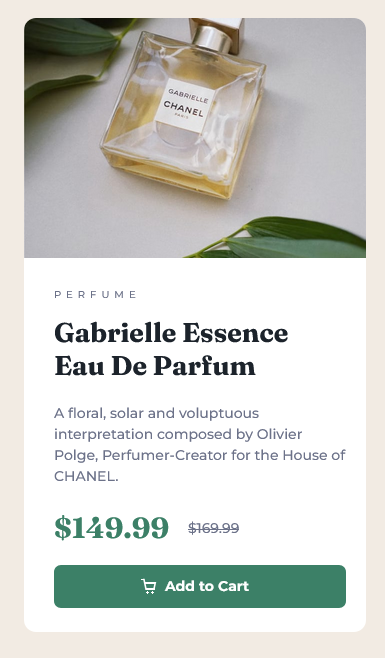 GABRIELLE
CHANEL
PARIS
PERFUME
Gabrielle Essence
Eau De Parfum
A floral, solar and voluptuous
interpretation composed by Olivier
Polge, Perfumer-Creator for the House of
CHANEL.
$149.99 $169.99
Add to Cart